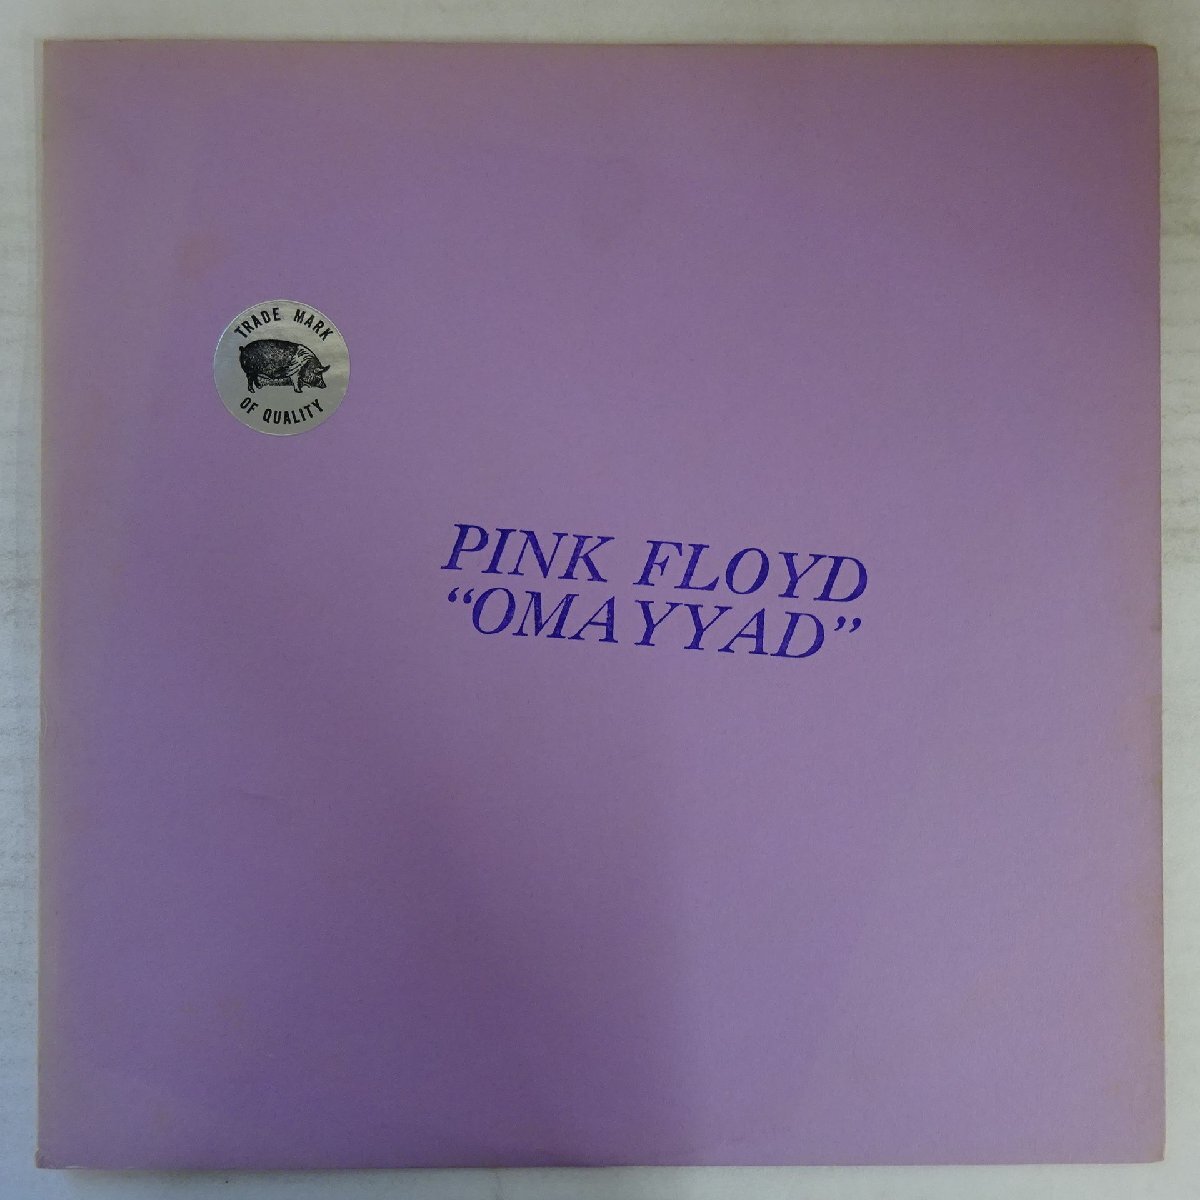 TRADE MARK
OF QUALITY
PINK FLOYD
“OMAYYAD”